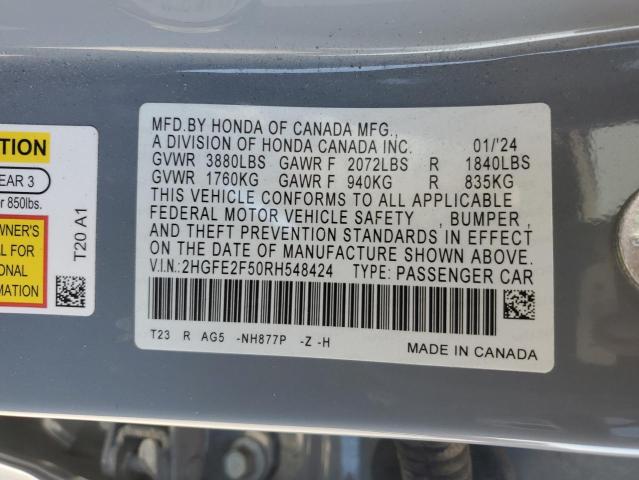 TION
EAR 3
r 850lbs.
OWNER'S
AL FOR
ONAL
RMATION
T20 A1
MFD.BY HONDA OF CANADA MFG.,
A DIVISION OF HONDA CANADA INC. 01/'24
GVWR 3880LBS GAWR F 2072LBS R 1840LBS
GVWR 1760KG GAWR F 940KG R 835KG
THIS VEHICLE CONFORMS TO ALL APPLICABLE
FEDERAL MOTOR VEHICLE SAFETY , BUMPER ,
AND THEFT PREVENTION STANDARDS IN EFFECT
ON THE DATE OF MANUFACTURE SHOWN ABOVE.
V.I.N.:2HGFE2F50RH548424 TYPE: PASSENGER CAR
T23 R AG5 -NH877P -Z -H
MADE IN CANADA